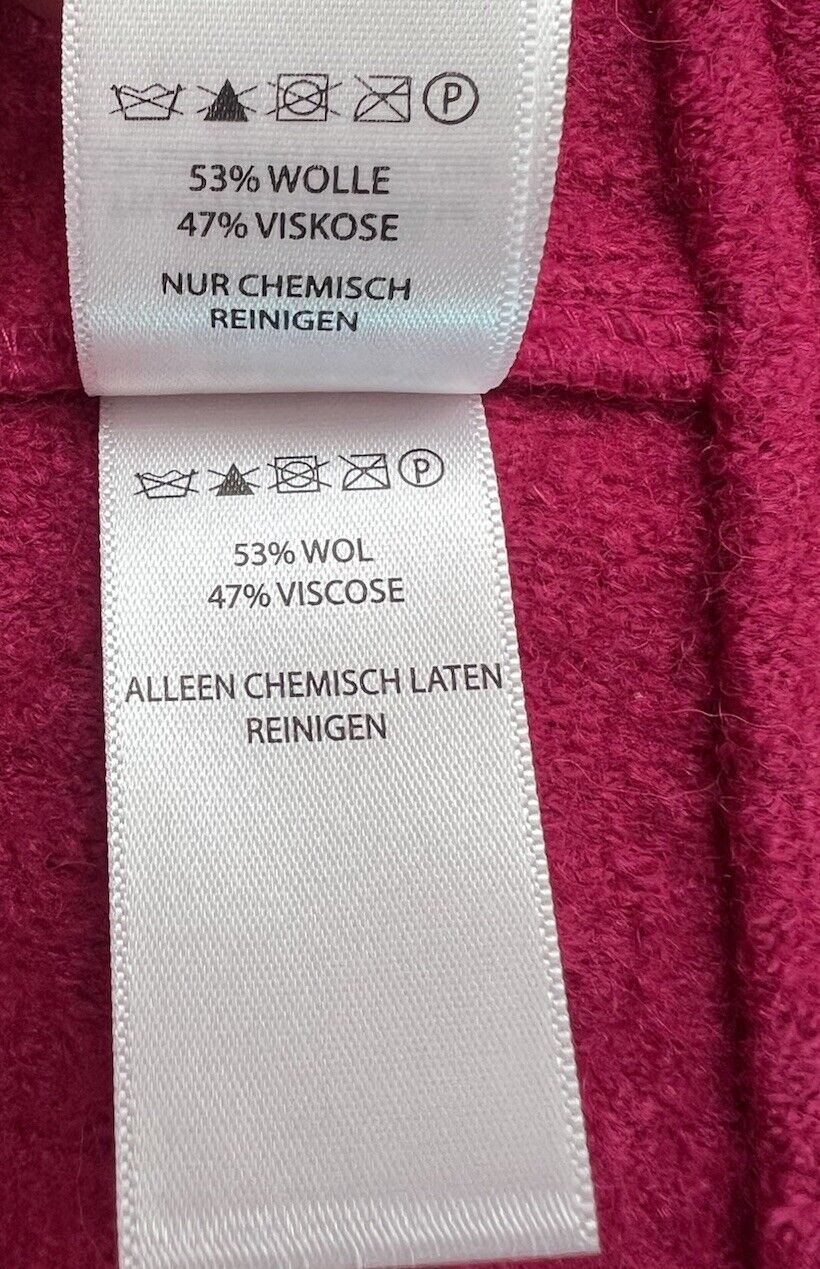 P
53% WOLLE
47% VISKOSE
NUR CHEMISCH
REINIGEN
P
53% WOL
47% VISCOSE
ALLEEN CHEMISCH LATEN
REINIGEN